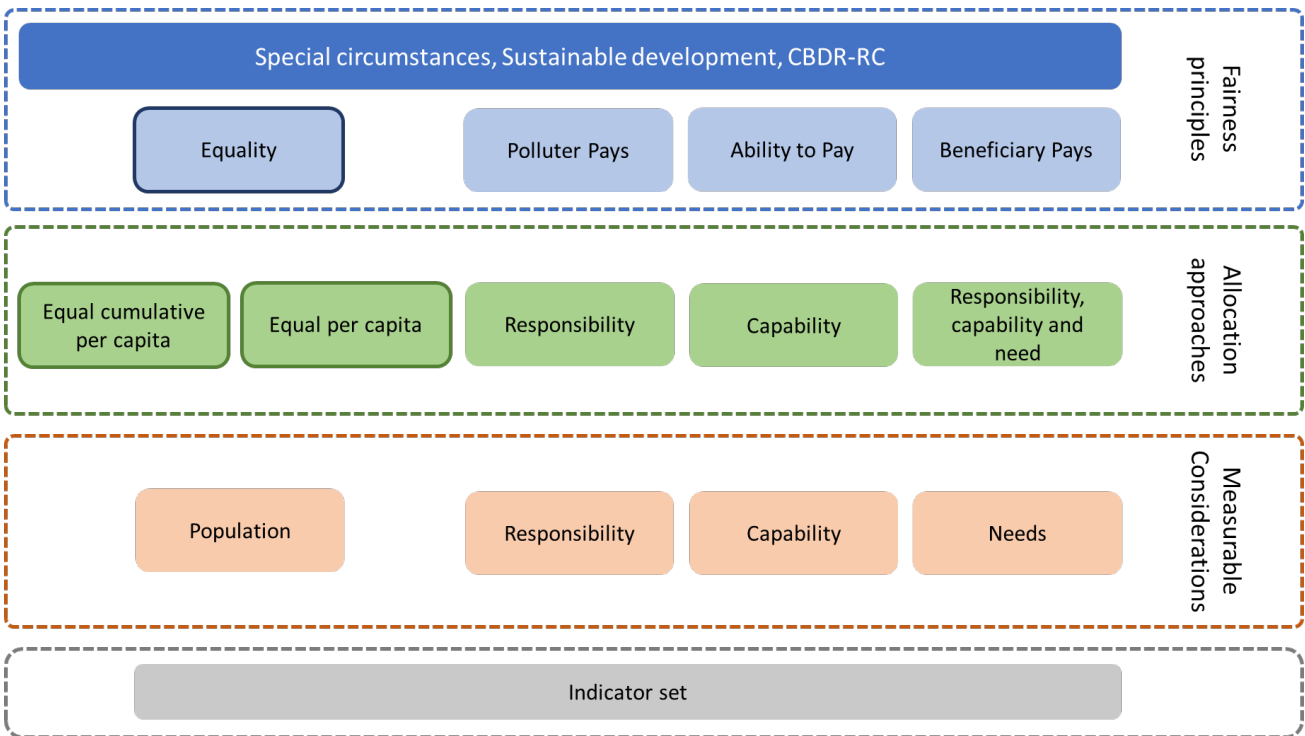 Special circumstances, Sustainable development, CBDR-RC
Equality
Polluter Pays
Ability to Pay
Beneficiary Pays
Fairness
principles
Equal cumulative
per capita
Equal per capita
Responsibility
Capability
Responsibility,
capability and
need
Allocation
approaches
Population
Responsibility
Capability
Needs
Measurable
Considerations
Indicator set